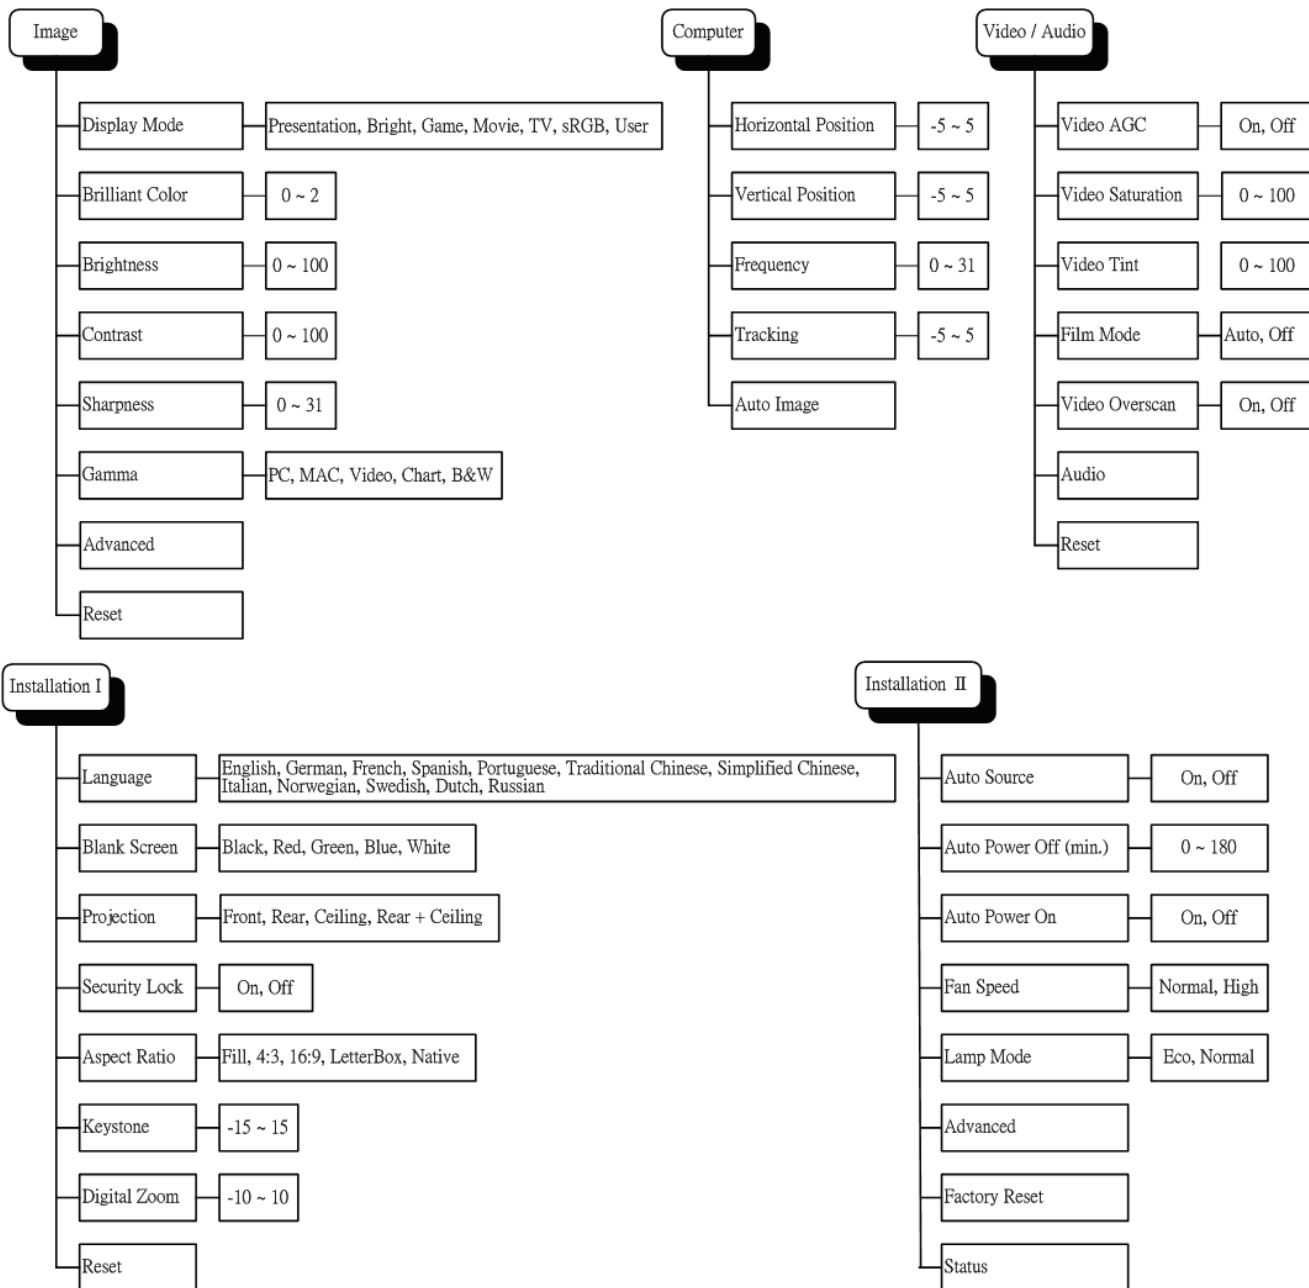 Image
Display Mode
Presentation, Bright, Game, Movie, TV, sRGB, User
Brilliant Color
0 ~ 2
Brightness
0 ~ 100
Contrast
0 ~ 100
Sharpness
0 ~ 31
Gamma
PC, MAC, Video, Chart, B&W
Advanced
Reset
Computer
Horizontal Position
-5 ~ 5
Vertical Position
-5 ~ 5
Frequency
0 ~ 31
Tracking
-5 ~ 5
Auto Image
Video / Audio
Video AGC
On, Off
Video Saturation
0 ~ 100
Video Tint
0 ~ 100
Film Mode
Auto, Off
Video Overscan
On, Off
Audio
Reset
Installation I
Language
English, German, French, Spanish, Portuguese, Traditional Chinese, Simplified Chinese,
Italian, Norwegian, Swedish, Dutch, Russian
Blank Screen
Black, Red, Green, Blue, White
Projection
Front, Rear, Ceiling, Rear + Ceiling
Security Lock
On, Off
Aspect Ratio
Fill, 4:3, 16:9, LetterBox, Native
Keystone
-15 ~ 15
Digital Zoom
-10 ~ 10
Reset
Installation II
Auto Source
On, Off
Auto Power Off (min.)
0 ~ 180
Auto Power On
On, Off
Fan Speed
Normal, High
Lamp Mode
Eco, Normal
Advanced
Factory Reset
Status